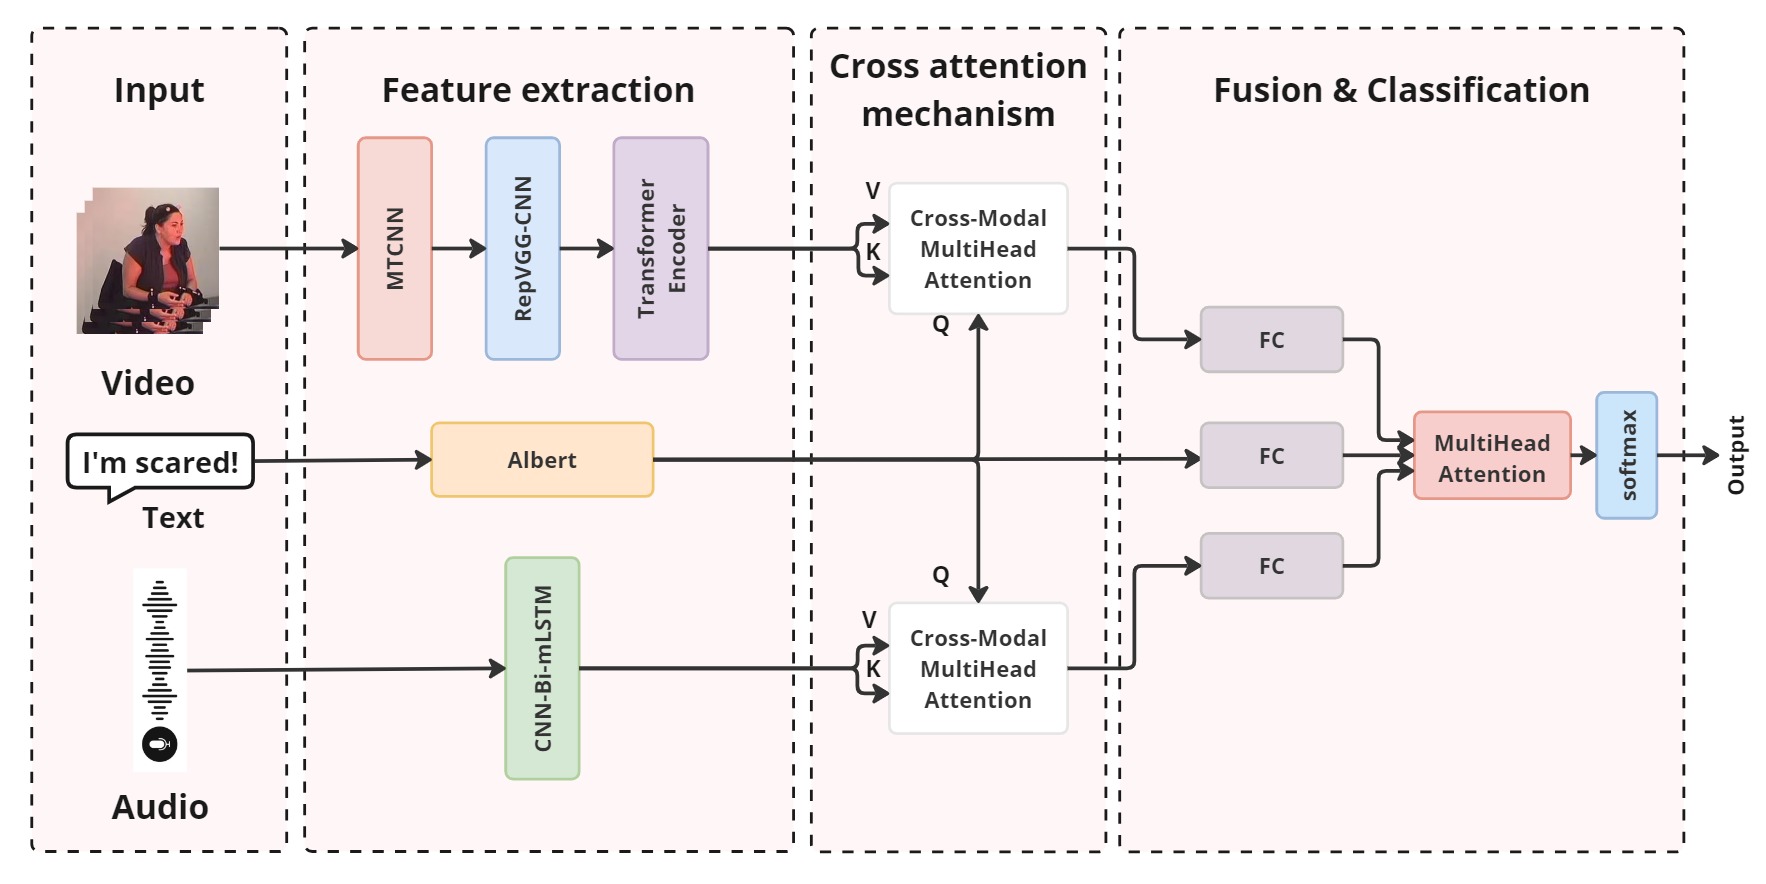 Input
Feature extraction
Cross attention
mechanism
Fusion & Classification
Video
I'm scared!
Text
Audio
MTCNN
RepVGG-CNN
Transformer
Encoder
Albert
CNN-Bi-mLSTM
V
K
Q
Cross-Modal
MultiHead
Attention
Q
V
K
Cross-Modal
MultiHead
Attention
FC
FC
FC
MultiHead
Attention
softmax
Output